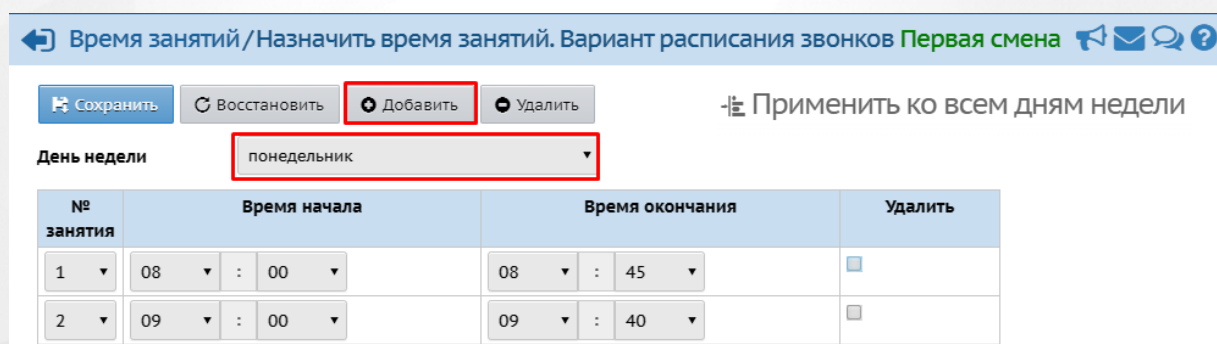 Время занятий/Назначить время занятий. Вариант расписания звонков Первая смена
Сохранить Восстановить Добавить Удалить Применить ко всем дням недели
День недели понедельник
№ занятия Время начала Время окончания Удалить
1 08 : 00 08 : 45
2 09 : 00 09 : 40